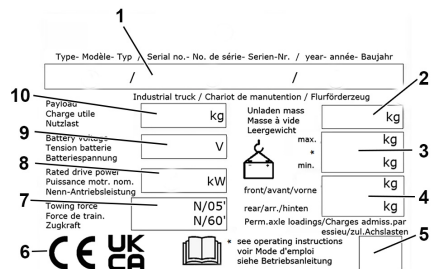 1
Type- Modèle- Typ / Serial no.- No. de série- Serien-Nr. / year- année- Baujahr
/ /
2
Industrial truck / Chariot de manutention / Flurförderzeug
10
Payload
Charge utile
Nutzlast
kg
Unladen mass
Masse à vide
Leergewicht
kg
9
Battery voltage
Tension batterie
Batteriespannung
V
max.
*
min.
kg
kg
3
8
Rated drive power
Puissance motr. nom.
Nenn-Antriebsleistung
kW
front/avant/vorne
kg
rear/arr./hinten
kg
4
7
Towing force
Force de train.
Zugkraft
N/05'
N/60'
Perm.axle loadings/Charges admiss.par
essieu/zul.Achslasten
6
CE UK
CA
* see operating instructions
voir Mode d'emploi
siehe Betriebsanleitung
5